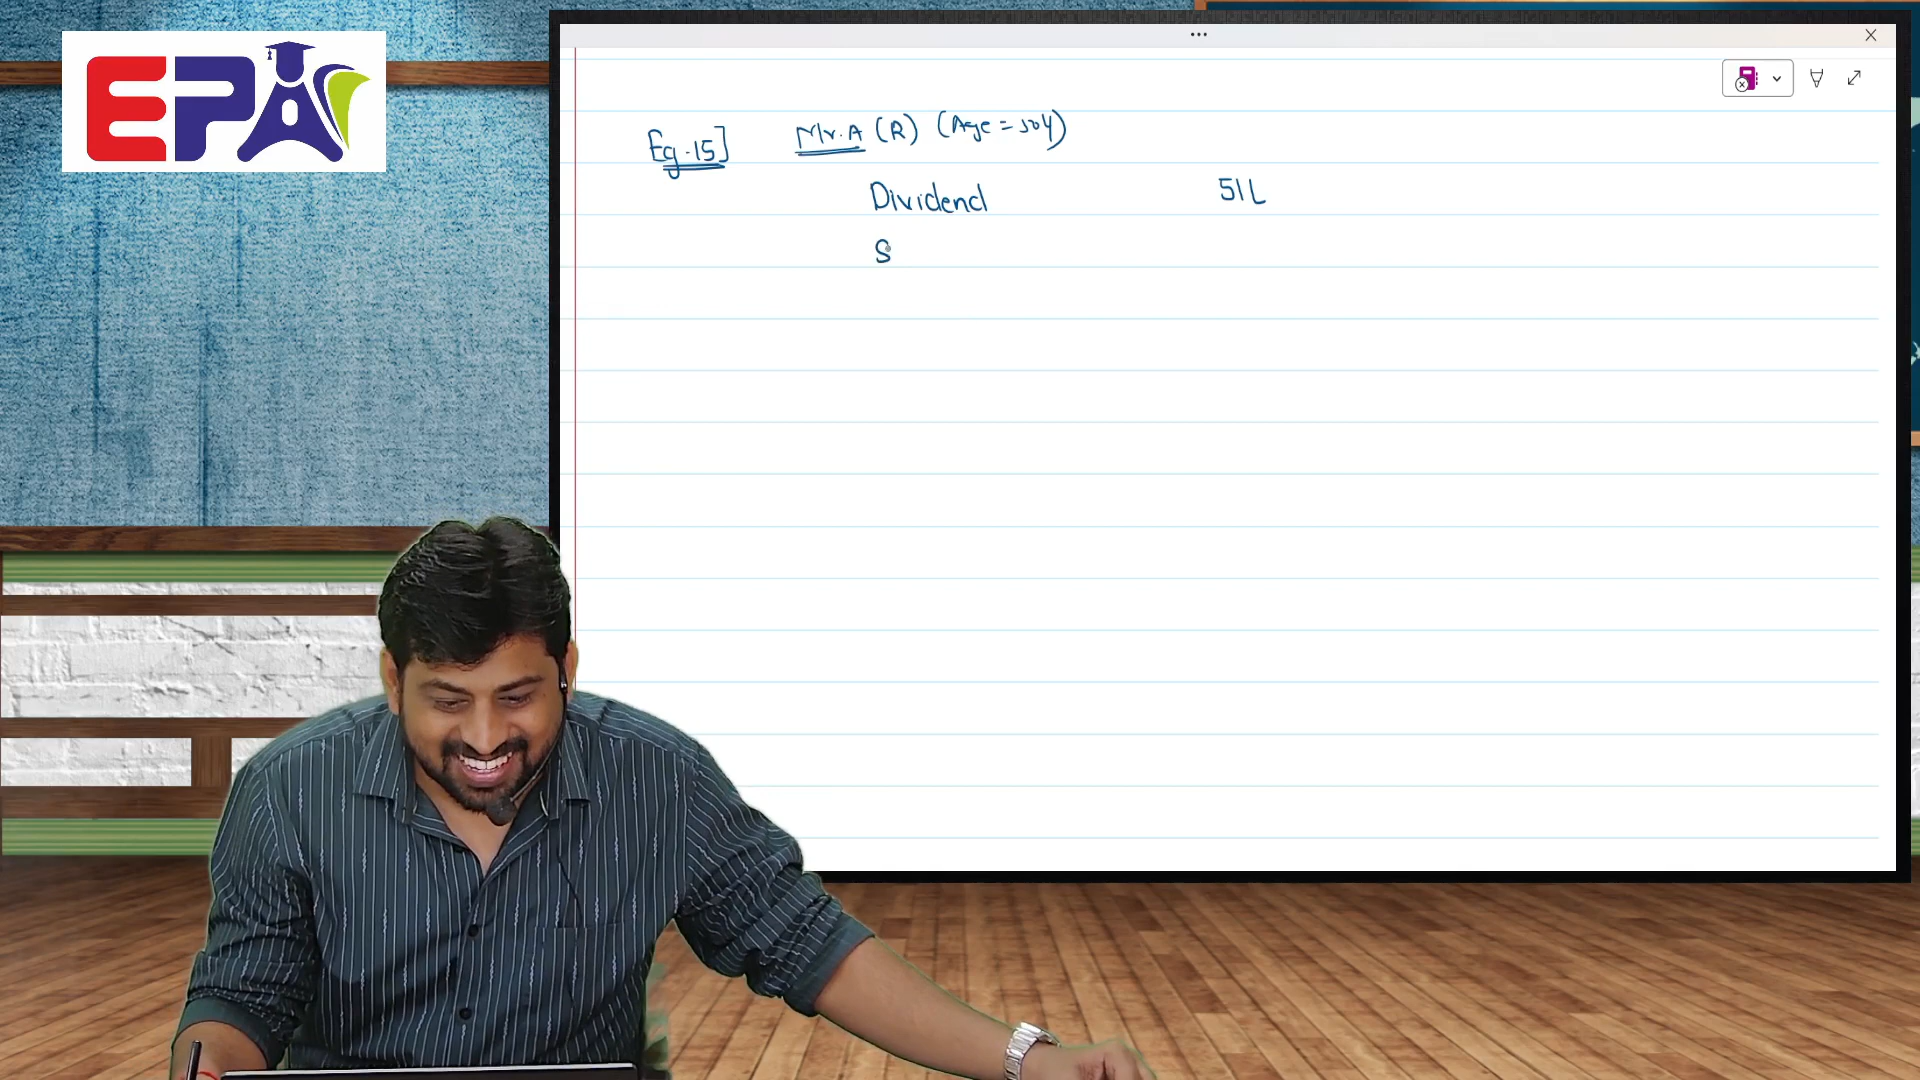 EPA
Eg.15] Mr.A (R) (Age = 50y)
Dividend 51L
S